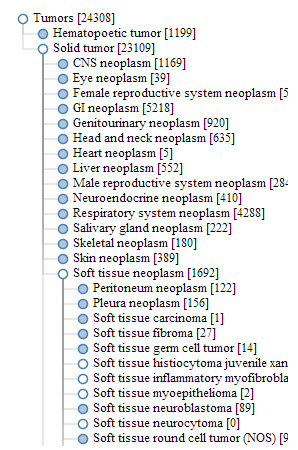 Tumors [24308]
Hematopoetic tumor [1199]
Solid tumor [23109]
CNS neoplasm [1169]
Eye neoplasm [39]
Female reproductive system neoplasm [5
GI neoplasm [5218]
Genitourinary neoplasm [920]
Head and neck neoplasm [635]
Heart neoplasm [5]
Liver neoplasm [552]
Male reproductive system neoplasm [284
Neuroendocrine neoplasm [410]
Respiratory system neoplasm [4288]
Salivary gland neoplasm [222]
Skeletal neoplasm [180]
Skin neoplasm [389]
Soft tissue neoplasm [1692]
Peritoneum neoplasm [122]
Pleura neoplasm [156]
Soft tissue carcinoma [1]
Soft tissue fibroma [27]
Soft tissue germ cell tumor [14]
Soft tissue histiocytoma juvenile xan
Soft tissue inflammatory myofibrobla
Soft tissue myoepithelioma [2]
Soft tissue neuroblastoma [89]
Soft tissue neurocytoma [0]
Soft tissue round cell tumor (NOS) [9